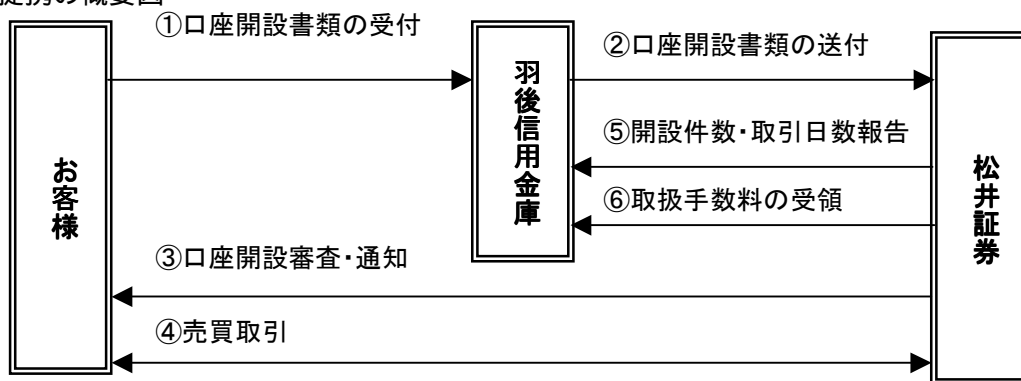 提携の概要図
①口座開設書類の受付
②口座開設書類の送付
羽後信用金庫
⑤開設件数・取引日数報告
お客様
松井証券
⑥取扱手数料の受領
③口座開設審査・通知
④売買取引